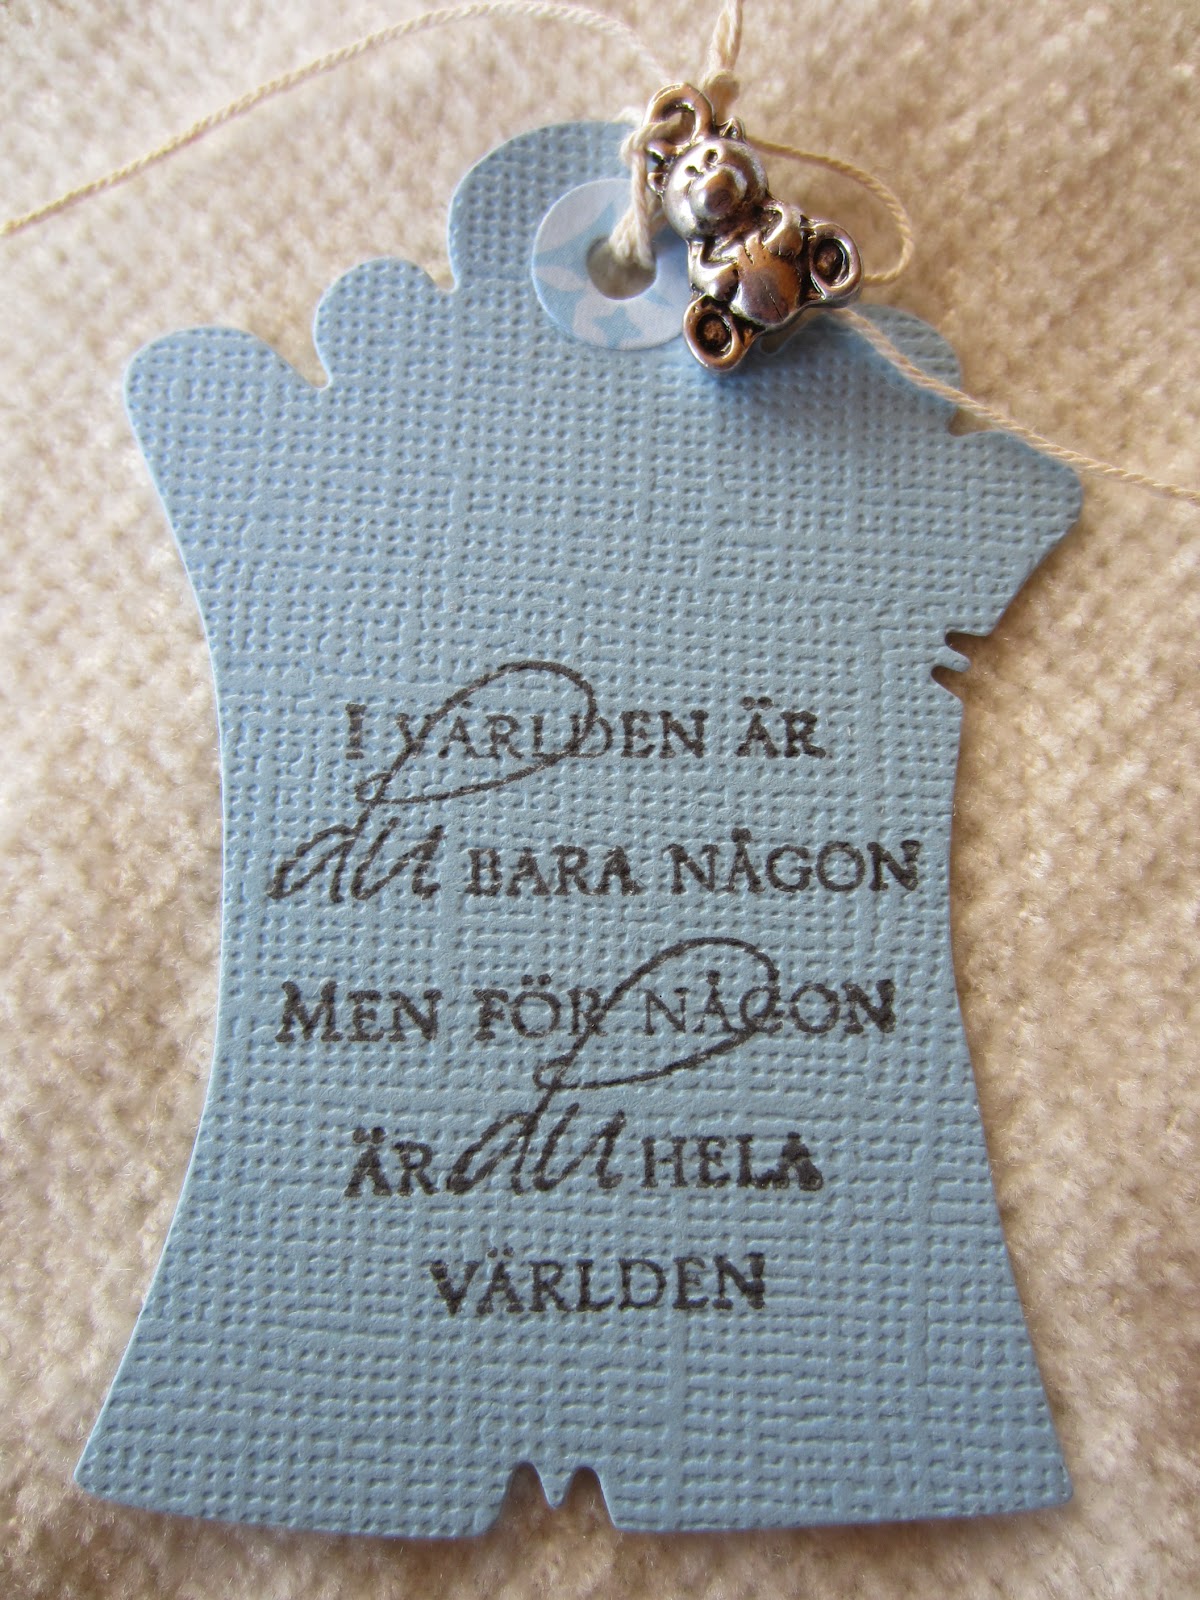 I VÄRLDEN ÄR
du BARA NÅGON
MEN FÖR NÅGON
ÄR du HELA
VÄRLDEN